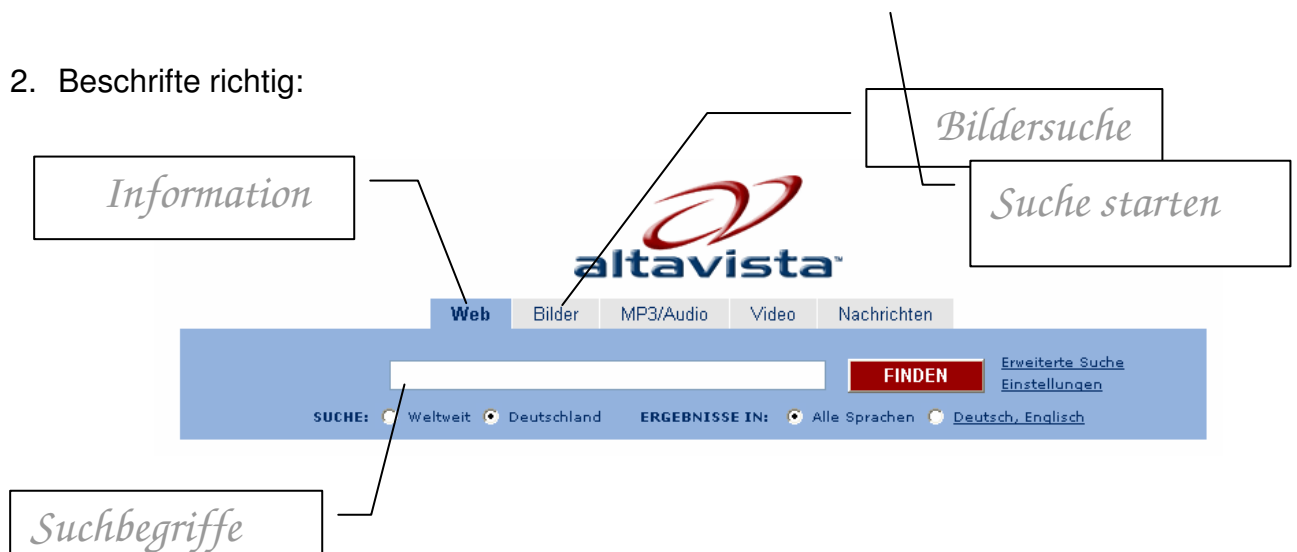 2. Beschrifte richtig:
Bildersuche
Information
Suche starten
altavista™
Web Bilder MP3/Audio Video Nachrichten
FINDEN
Erweiterte Suche
Einstellungen
SUCHE: Weltweit Deutschland ERGEBNISSE IN: Alle Sprachen Deutsch, Englisch
Suchbegriffe